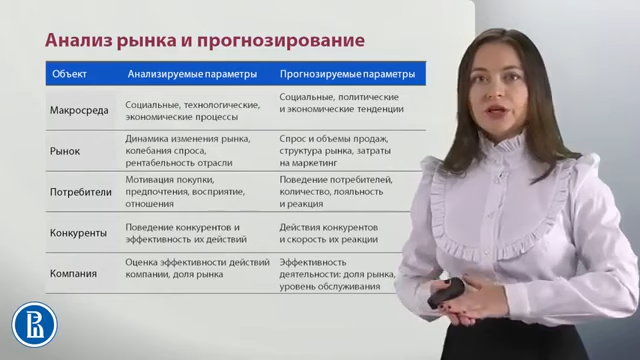 Анализ рынка и прогнозирование
Объект Анализируемые параметры Прогнозируемые параметры
Макросреда
Социальные, технологические,
экономические процессы
Социальные, политические
и экономические тенденции
Рынок
Динамика изменения рынка,
колебания спроса,
рентабельность отрасли
Спрос и объемы продаж,
структура рынка, затраты
на маркетинг
Потребители
Мотивация покупки,
предпочтения, восприятие,
отношения
Поведение потребителей,
количество, лояльность
и реакция
Конкуренты
Поведение конкурентов и
эффективность их действий
Действия конкурентов
и скорость их реакции
Компания
Оценка эффективности действий
компании, доля рынка
Эффективность
деятельности: доля рынка,
уровень обслуживания